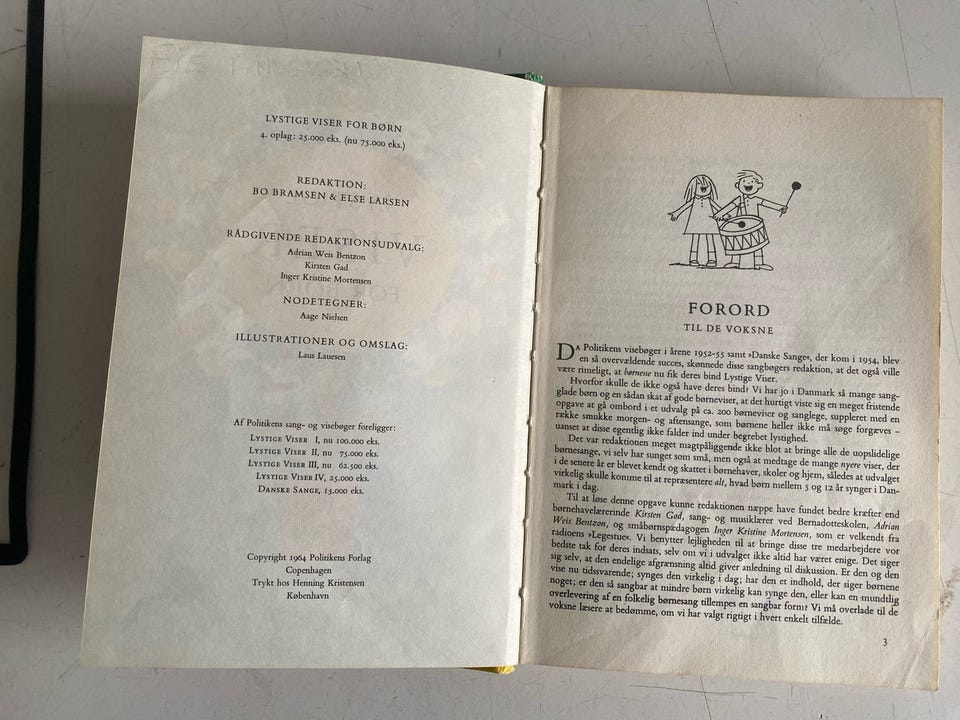 LYSTIGE VISER FOR BØRN
4. oplag: 25.000 eks. (nu 75.000 eks.)
REDAKTION:
BO BRAMSEN & ELSE LARSEN
RÅDGIVENDE REDAKTIONSUDVALG:
Adrian Weis Bentzon
Kirsten Gad
Inger Kristine Mortensen
NODETEGNER:
Aage Nielsen
ILLUSTRATIONER OG OMSLAG:
Laus Lauesen
Af Politikens sang- og visebøger foreligger:
LYSTIGE VISER I, nu 100.000 eks.
LYSTIGE VISER II, nu 75.000 eks.
LYSTIGE VISER III, nu 62.500 eks.
LYSTIGE VISER IV, 25.000 eks.
DANSKE SANGE, 15.000 eks.
Copyright 1964 Politikens Forlag
Copenhagen
Trykt hos Henning Kristensen
København
FORORD
TIL DE VOKSNE
DA Politikens visebøger i årene 1952-55 samt »Danske Sange«, der kom i 1954, blev
en så overvældende succes, skønnede disse sangbøgers redaktion, at det også ville
være rimeligt, at børnene nu fik deres bind Lystige Viser.
Hvorfor skulle de ikke også have deres bind? Vi har jo i Danmark så mange sang-
glade børn og en sådan skat af gode børneviser, at det hurtigt viste sig en meget fristende
opgave at gå ombord i et udvalg på ca. 200 børneviser og sanglege, suppleret med en
række smukke morgen- og aftensange, som børnene heller ikke må søge forgæves –
uanset at disse egentlig ikke falder ind under begrebet lystighed.
Det var redaktionen meget magtpåliggende ikke blot at bringe alle de uopslidelige
børnesange, vi selv har sunget som små, men også at medtage de mange nyere viser, der
i de senere år er blevet kendt og skattet i børnehaver, skoler og hjem, således at udvalget
virkelig skulle komme til at repræsentere alt, hvad børn mellem 5 og 12 år synger i Dan-
mark i dag.
Til at løse denne opgave kunne redaktionen næppe have fundet bedre kræfter end
børnehavelærerinde Kirsten Gad, sang- og musiklærer ved Bernadotteskolen, Adrian
Weis Bentzon, og småbørnspædagogen Inger Kristine Mortensen, som er velkendt fra
radioens »Legestue«. Vi benytter lejligheden til at bringe disse tre medarbejdere vor
bedste tak for deres indsats, selv om vi i udvalget ikke altid har været enige. Det siger
sig selv, at den endelige afgrænsning altid giver anledning til diskussion. Er den og den
vise nu tidssvarende; synges den virkelig i dag; har den et indhold, der siger børnene
noget; er den så sangbar at mindre børn virkelig kan synge den, eller kan en mundtlig
overlevering af en folkelig børnesang tillempes en sangbar form? Vi må overlade til de
voksne læsere at bedømme, om vi har valgt rigtigt i hvert enkelt tilfælde.
3